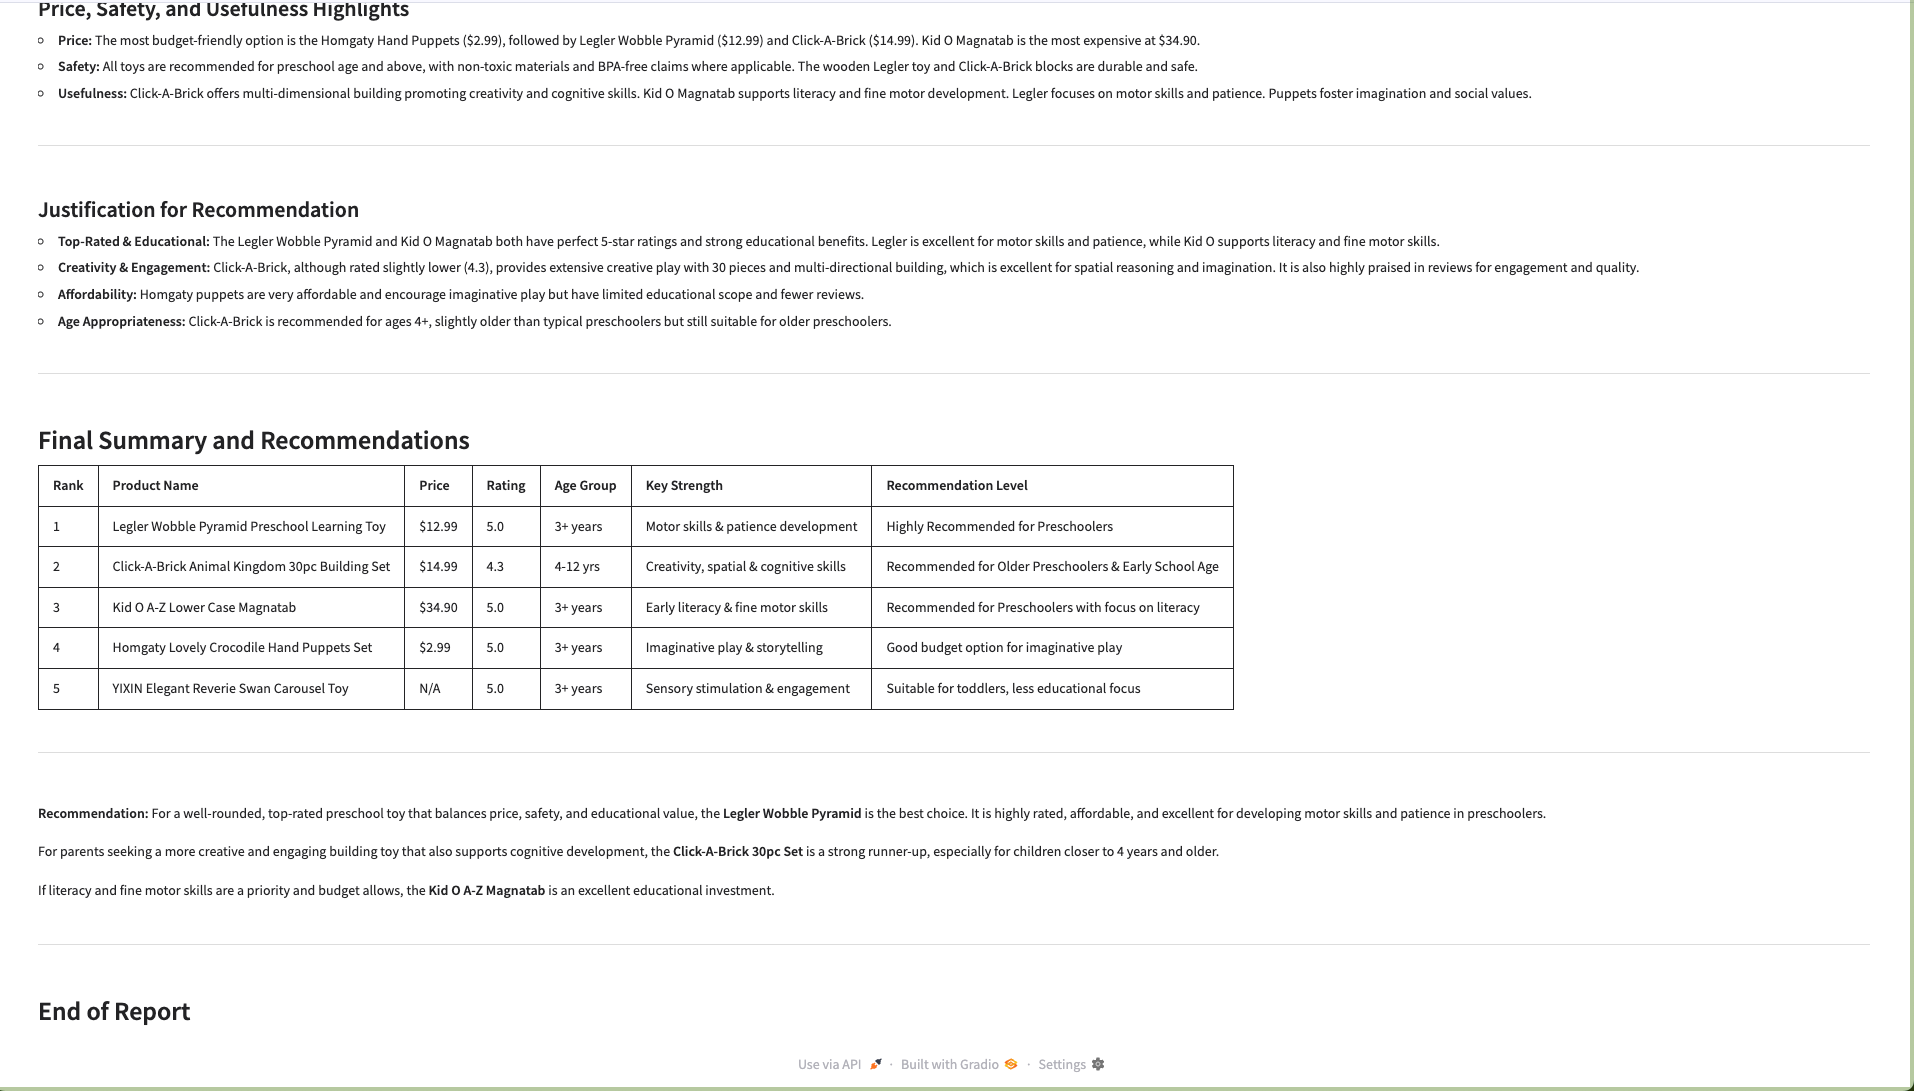 Price, Safety, and Usefulness Highlights
Price: The most budget-friendly option is the Homgaty Hand Puppets ($2.99), followed by Legler Wobble Pyramid ($12.99) and Click-A-Brick ($14.99). Kid O Magnatab is the most expensive at $34.90.
Safety: All toys are recommended for preschool age and above, with non-toxic materials and BPA-free claims where applicable. The wooden Legler toy and Click-A-Brick blocks are durable and safe.
Usefulness: Click-A-Brick offers multi-dimensional building promoting creativity and cognitive skills. Kid O Magnatab supports literacy and fine motor development. Legler focuses on motor skills and patience. Puppets foster imagination and social values.
Justification for Recommendation
Top-Rated & Educational: The Legler Wobble Pyramid and Kid O Magnatab both have perfect 5-star ratings and strong educational benefits. Legler is excellent for motor skills and patience, while Kid O supports literacy and fine motor skills.
Creativity & Engagement: Click-A-Brick, although rated slightly lower (4.3), provides extensive creative play with 30 pieces and multi-directional building, which is excellent for spatial reasoning and imagination. It is also highly praised in reviews for engagement and quality.
Affordability: Homgaty puppets are very affordable and encourage imaginative play but have limited educational scope and fewer reviews.
Age Appropriateness: Click-A-Brick is recommended for ages 4+, slightly older than typical preschoolers but still suitable for older preschoolers.
Final Summary and Recommendations
Rank Product Name Price Rating Age Group Key Strength Recommendation Level
1 Legler Wobble Pyramid Preschool Learning Toy $12.99 5.0 3+ years Motor skills & patience development Highly Recommended for Preschoolers
2 Click-A-Brick Animal Kingdom 30pc Building Set $14.99 4.3 4-12 yrs Creativity, spatial & cognitive skills Recommended for Older Preschoolers & Early School Age
3 Kid O A-Z Lower Case Magnatab $34.90 5.0 3+ years Early literacy & fine motor skills Recommended for Preschoolers with focus on literacy
4 Homgaty Lovely Crocodile Hand Puppets Set $2.99 5.0 3+ years Imaginative play & storytelling Good budget option for imaginative play
5 YIXIN Elegant Reverie Swan Carousel Toy N/A 5.0 3+ years Sensory stimulation & engagement Suitable for toddlers, less educational focus
Recommendation: For a well-rounded, top-rated preschool toy that balances price, safety, and educational value, the Legler Wobble Pyramid is the best choice. It is highly rated, affordable, and excellent for developing motor skills and patience in preschoolers.
For parents seeking a more creative and engaging building toy that also supports cognitive development, the Click-A-Brick 30pc Set is a strong runner-up, especially for children closer to 4 years and older.
If literacy and fine motor skills are a priority and budget allows, the Kid O A-Z Magnatab is an excellent educational investment.
End of Report
Use via API · Built with Gradio · Settings